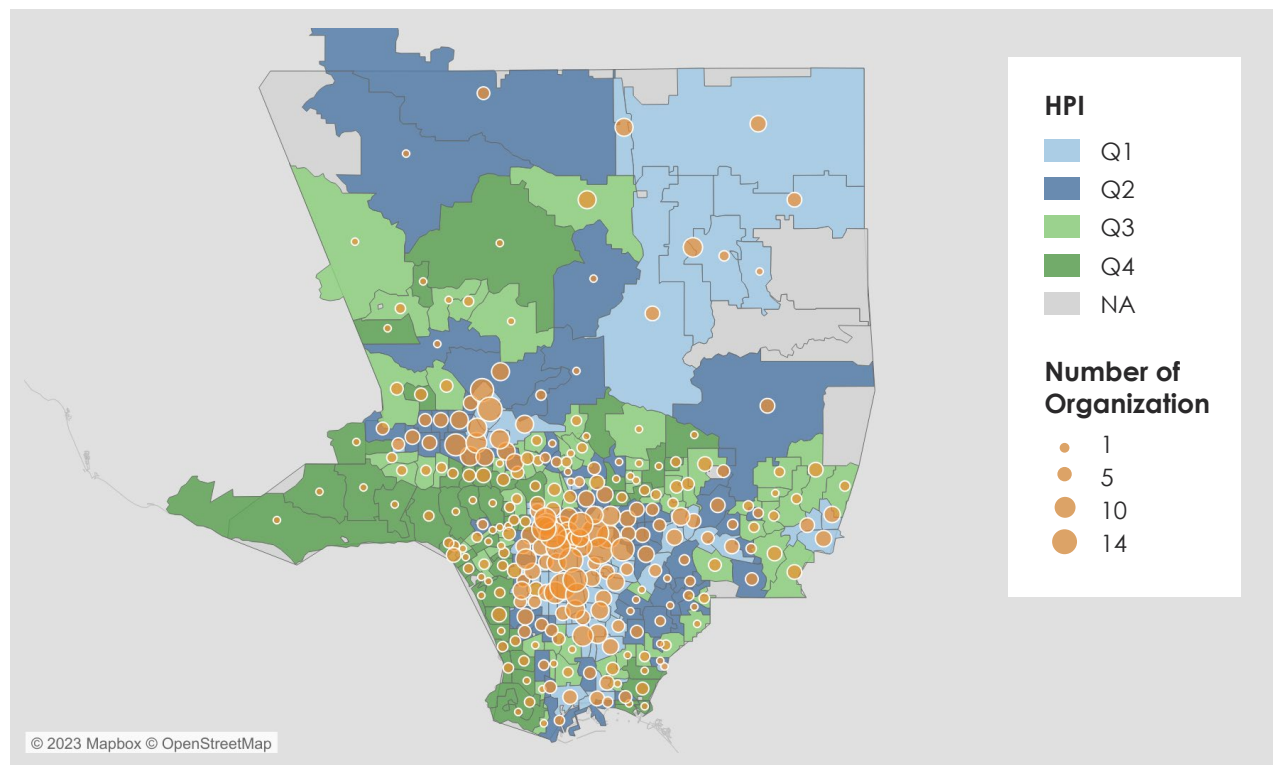 HPI
Q1
Q2
Q3
Q4
NA
Number of
Organization
1
5
10
14
© 2023 Mapbox © OpenStreetMap